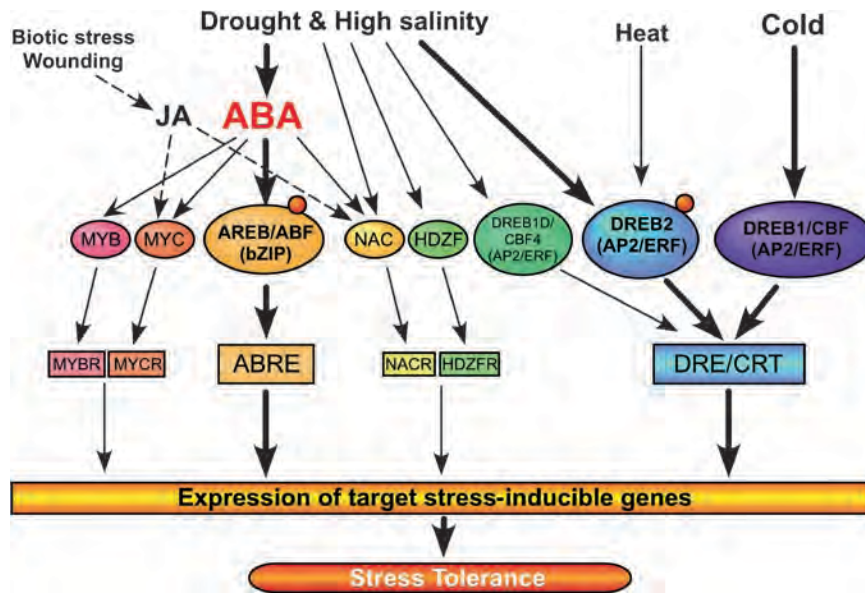 Drought & High salinity
Biotic stress
Wounding
Heat
Cold
JA
ABA
MYB
MYC
AREB/ABF
(bZIP)
NAC
HDZF
DREB1D/
CBF4
(AP2/ERF)
DREB2
(AP2/ERF)
DREB1/CBF
(AP2/ERF)
MYBR
MYCR
ABRE
NACR
HDZFR
DRE/CRT
Expression of target stress-inducible genes
Stress Tolerance